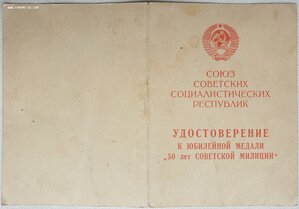 СОЮЗ
СОВЕТСКИХ
СОЦИАЛИСТИЧЕСКИХ
РЕСПУБЛИК
УДОСТОВЕРЕНИЕ
К ЮБИЛЕЙНОЙ МЕДАЛИ
„50 лет СОВЕТСКОЙ МИЛИЦИИ“